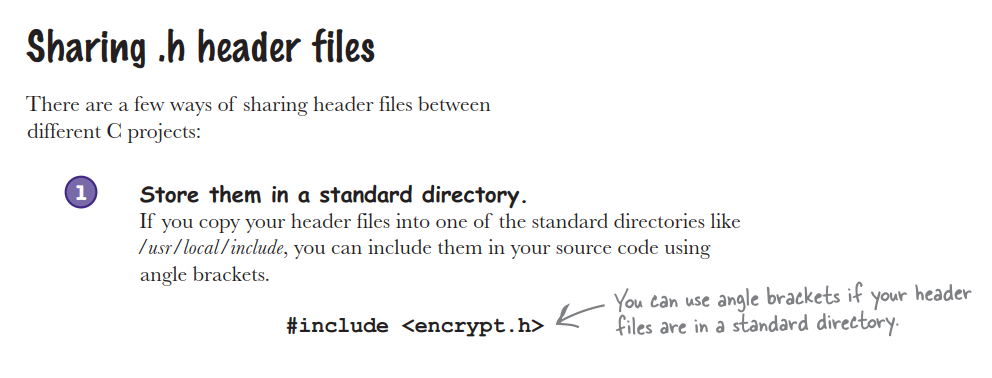 Sharing .h header files
There are a few ways of sharing header files between
different C projects:
1
Store them in a standard directory.
If you copy your header files into one of the standard directories like
/usr/local/include, you can include them in your source code using
angle brackets.
#include <encrypt.h>
You can use angle brackets if your header
files are in a standard directory.